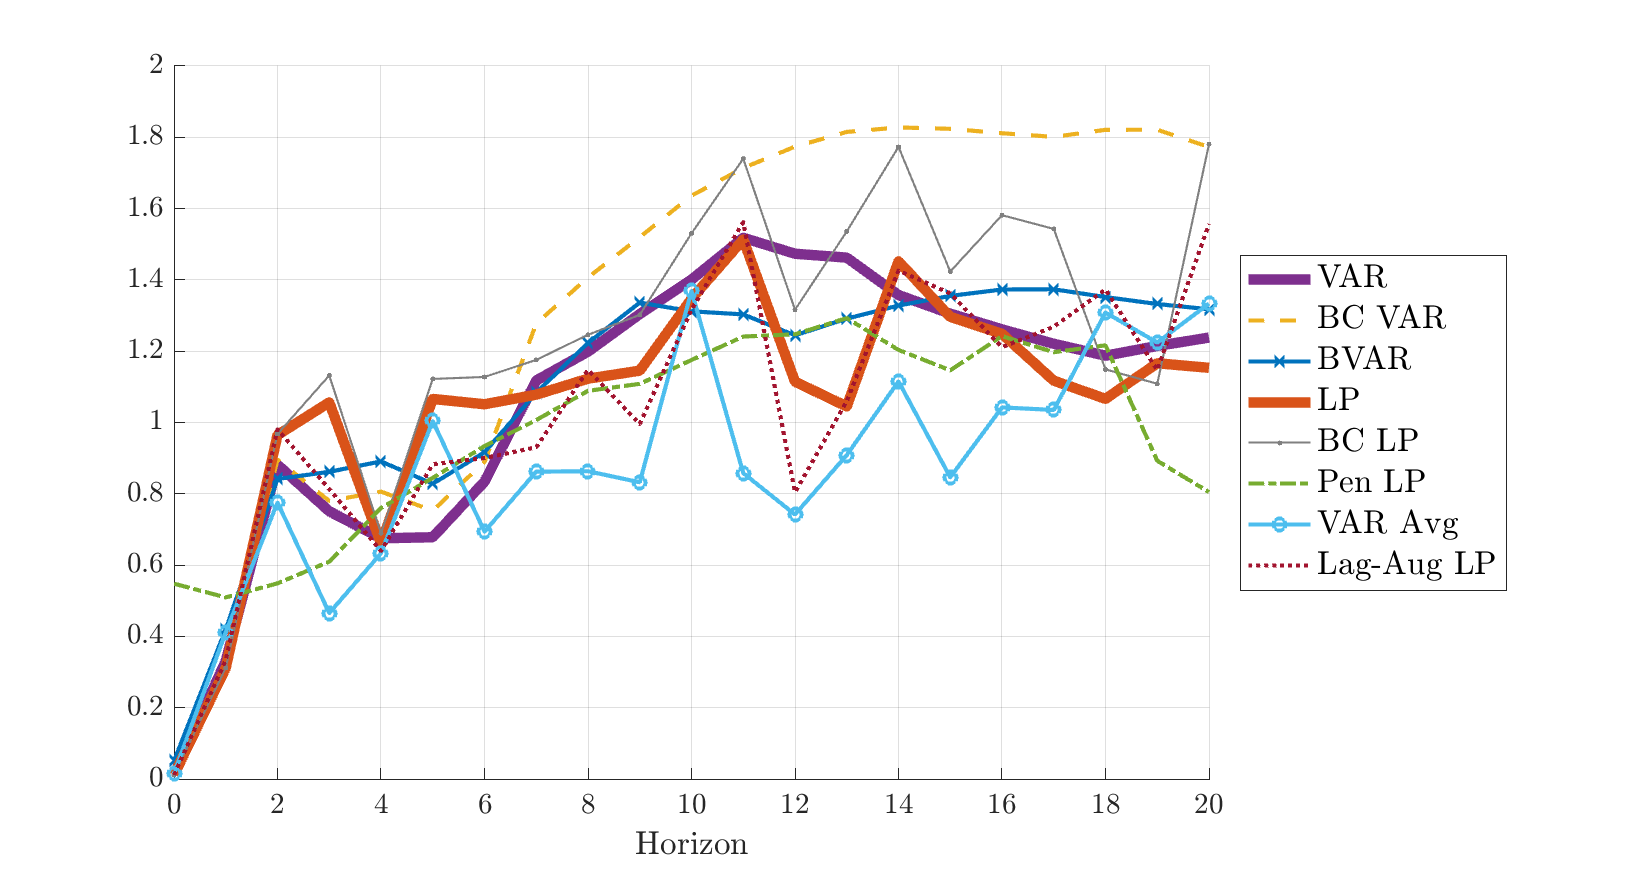 2
1.8
1.6
1.4
1.2
1
0.8
0.6
0.4
0.2
0
0 2 4 6 8 10 12 14 16 18 20
Horizon
VAR
BC VAR
BVAR
LP
BC LP
Pen LP
VAR Avg
Lag-Aug LP